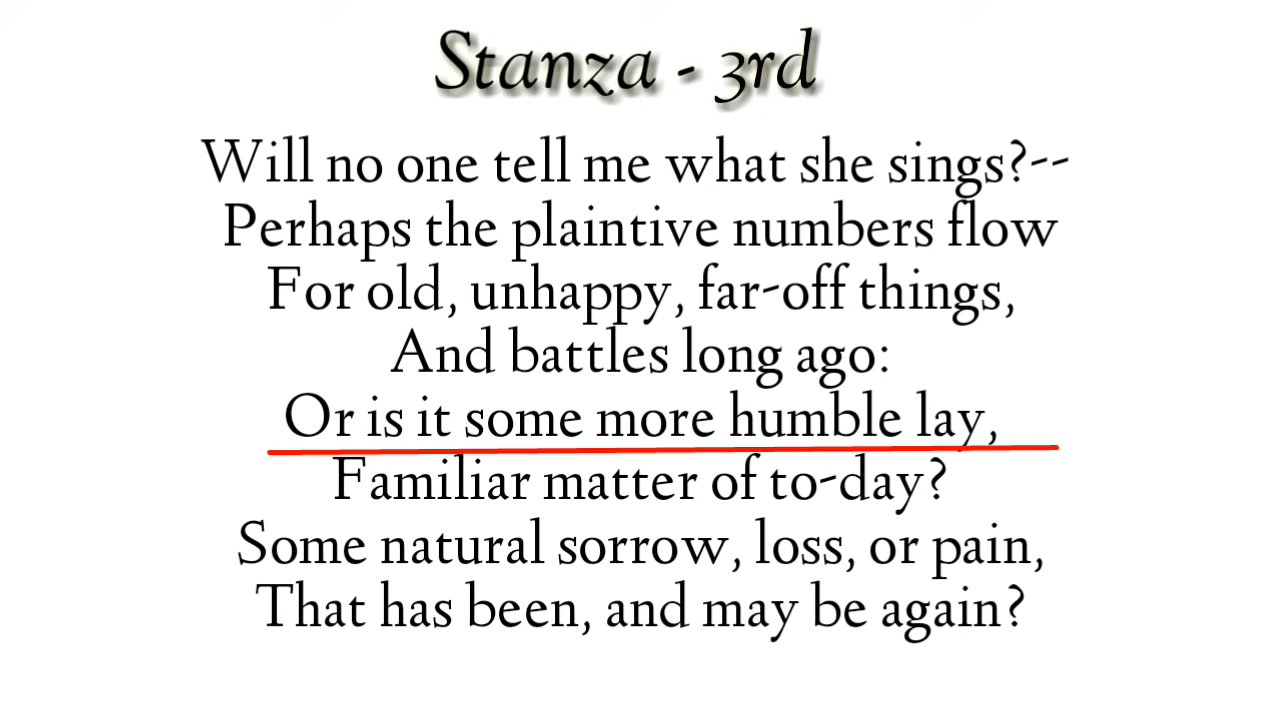 Stanza - 3rd
Will no one tell me what she sings?--
Perhaps the plaintive numbers flow
For old, unhappy, far-off things,
And battles long ago:
Or is it some more humble lay,
Familiar matter of to-day?
Some natural sorrow, loss, or pain,
That has been, and may be again?